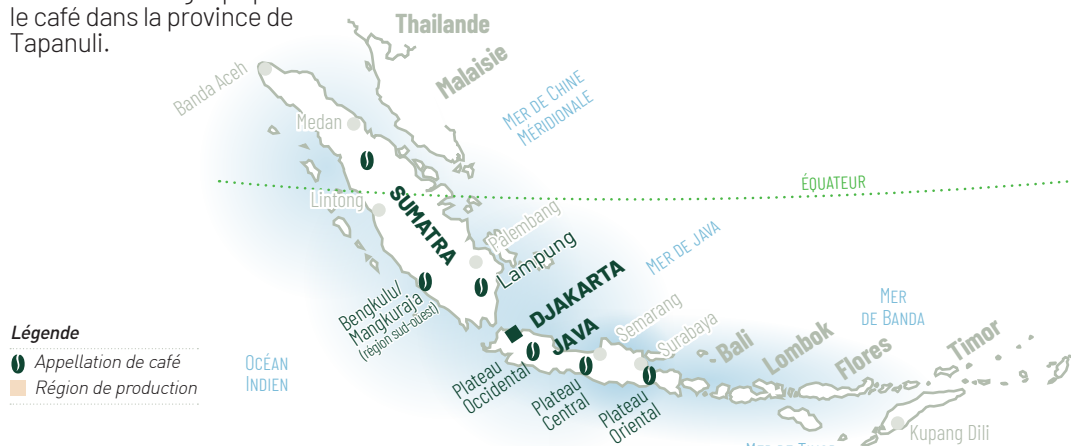 le café dans la province de
Tapanuli.
Thailande
Malaisie
Banda Aceh
MER DE CHINE
MÉRIDIONALE
Medan
ÉQUATEUR
Lintong
SUMATRA
Palembang
Lampung
MER DE JAVA
DJAKARTA
Bengkulu/
Mangkuraja
(région sud-ouest)
JAVA
Semarang
Surabaya
MER
DE BANDA
Bali
Lombok
Flores
Timor
Légende
Appellation de café
Région de production
OCÉAN
INDIEN
Plateau
Occidental
Plateau
Central
Plateau
Oriental
Kupang Dili